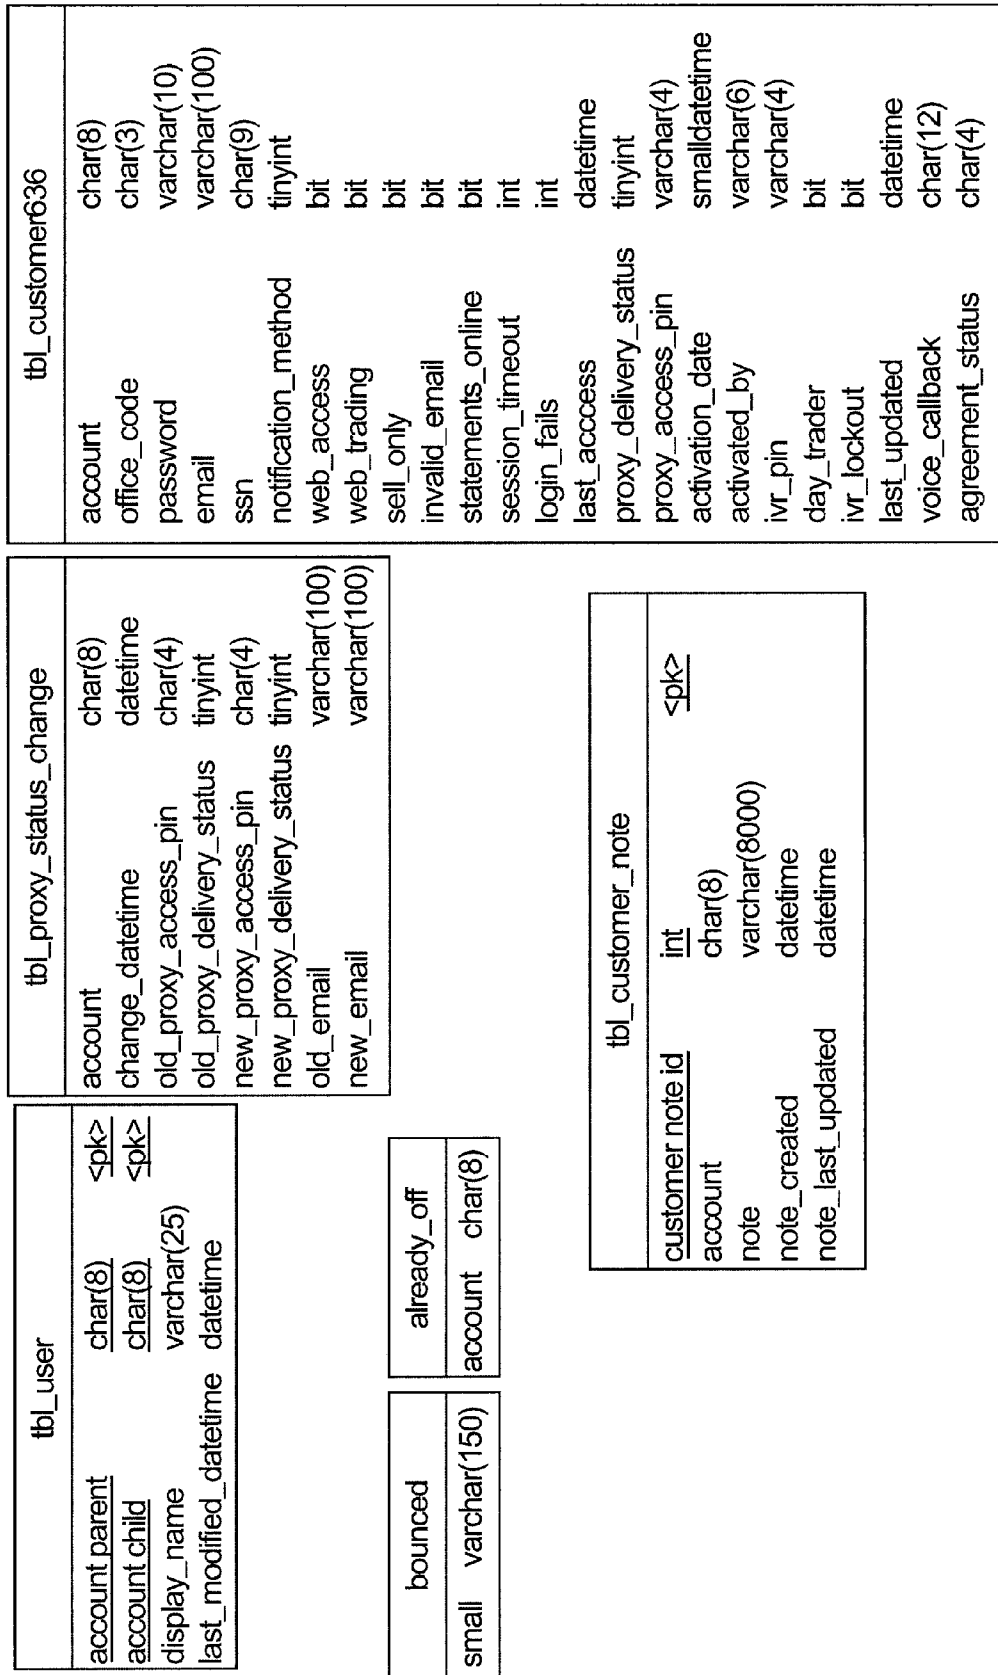 tbl_user
account parent char(8) <pk>
account child char(8) <pk>
display_name varchar(25)
last_modified_datetime datetime
tbl_proxy_status_change
account char(8)
change_datetime datetime
old_proxy_access_pin char(4)
old_proxy_delivery_status tinyint
new_proxy_access_pin char(4)
new_proxy_delivery_status tinyint
old_email varchar(100)
new_email varchar(100)
tbl_customer636
account char(8)
office_code char(3)
password varchar(10)
email varchar(100)
ssn char(9)
notification_method tinyint
web_access bit
web_trading bit
sell_only bit
invalid_email bit
statements_online bit
session_timeout int
login_fails int
last_access datetime
proxy_delivery_status tinyint
proxy_access_pin varchar(4)
activation_date smalldatetime
activated_by varchar(6)
ivr_pin varchar(4)
day_trader bit
ivr_lockout bit
last_updated datetime
voice_callback char(12)
agreement_status char(4)
bounced
small varchar(150)
already_off
account char(8)
tbl_customer_note
customer note id int <pk>
account char(8)
note varchar(8000)
note_created datetime
note_last_updated datetime